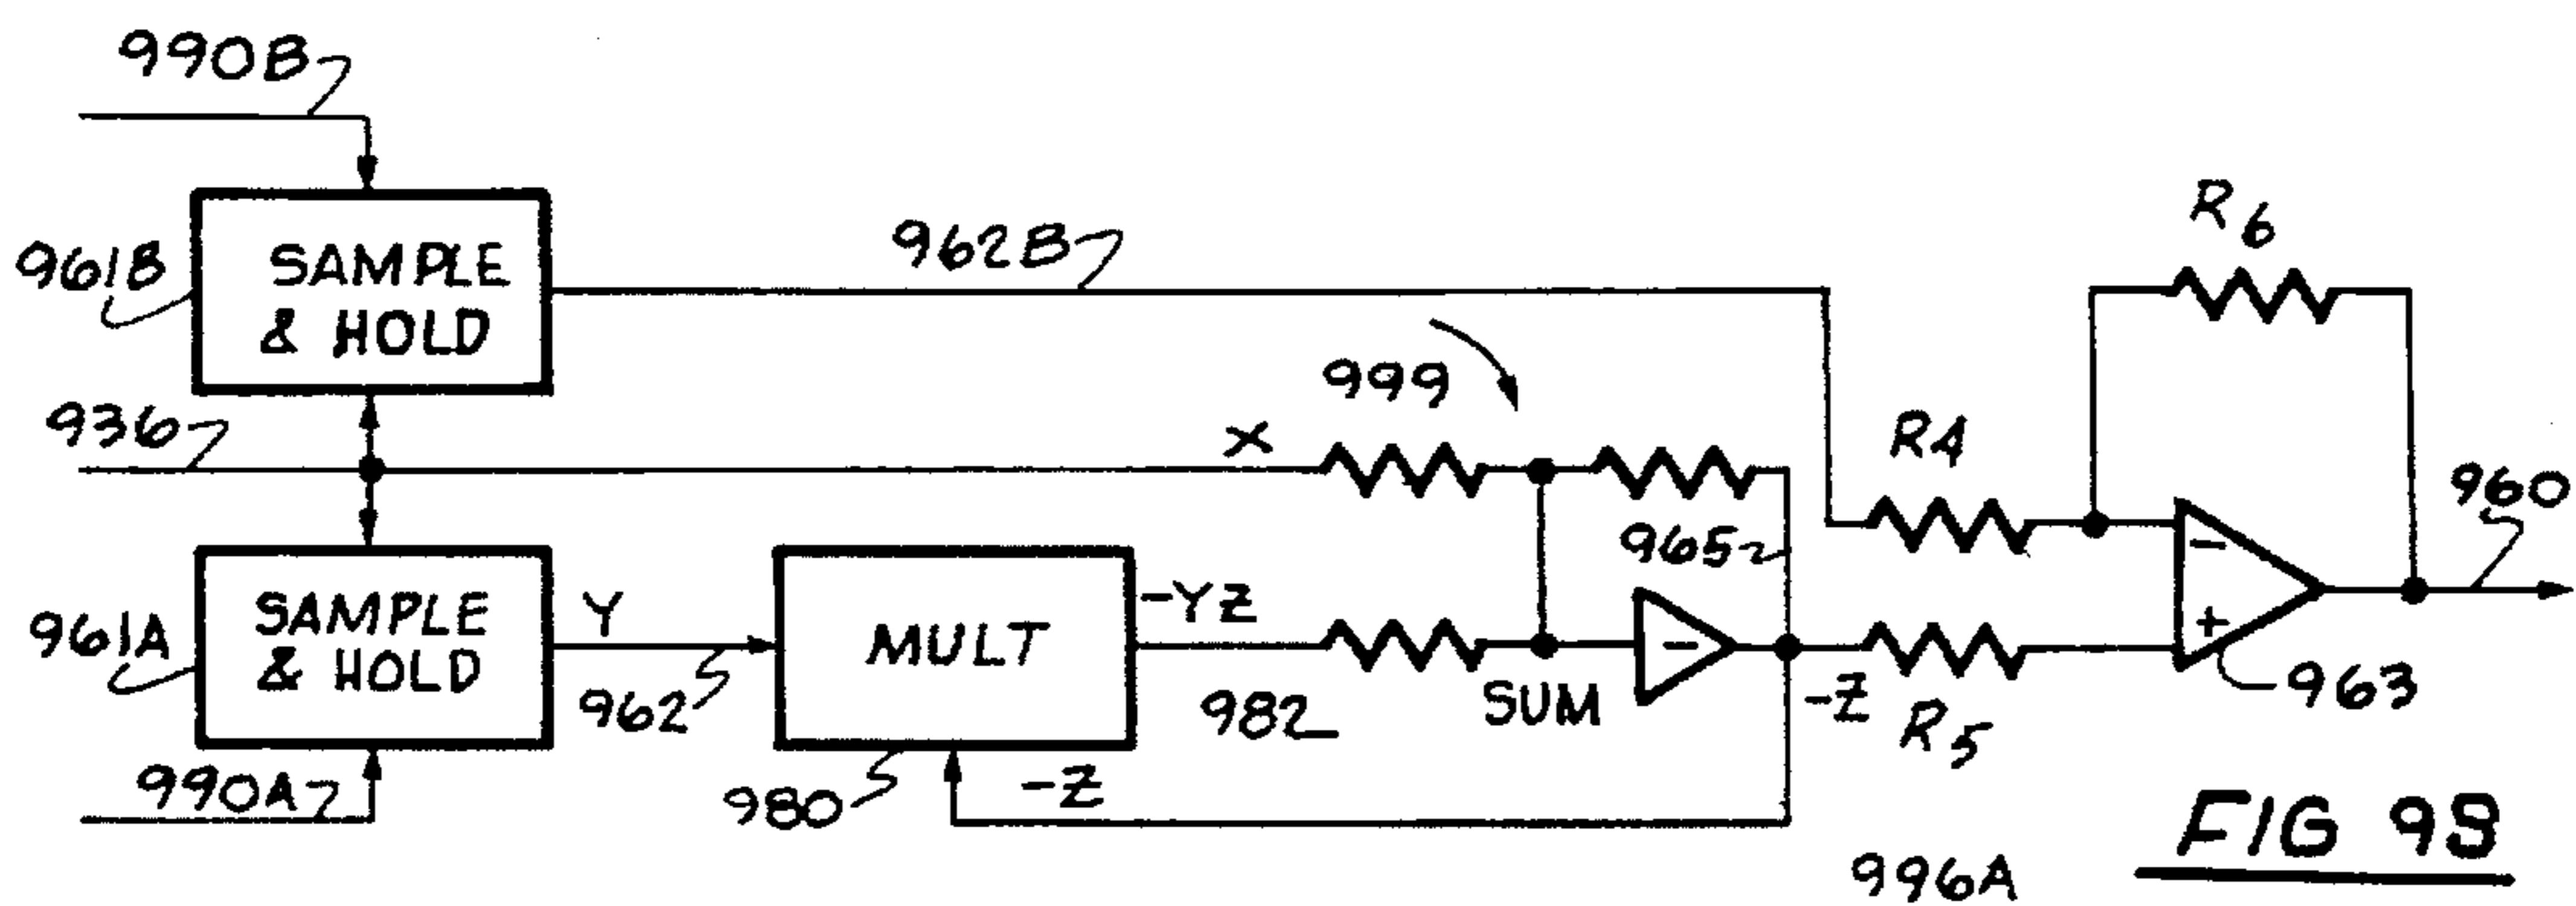 990B
961B
SAMPLE
& HOLD
962B
R6
936
X
999
R4
965
960
961A
SAMPLE
& HOLD
Y
962
MULT
-YZ
982
SUM
-Z
R5
-
+
963
-
990A
980
-Z
996A
FIG 9S